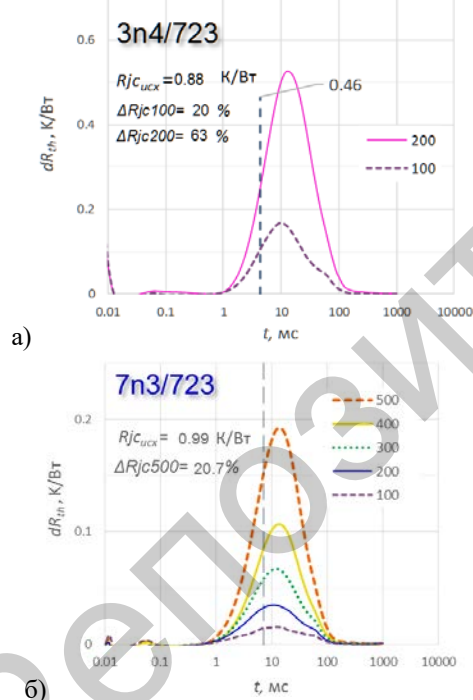 3n4/723
0.6
Rjcисх=0.88 К/Вт
ΔRjc100= 20 %
ΔRjc200= 63 %
0.46
0.4
200
100
dRth, К/Вт
0.2
0
0.01 0.1 1 10 100 1000 10000
t, мс
а)
7n3/723
0.2
500
400
300
200
100
Rjcисх = 0.99 К/Вт
ΔRjc500= 20.7%
dRth, К/Вт
0.1
0
0.01 0.1 1 10 100 1000 10000
t, мс
б)